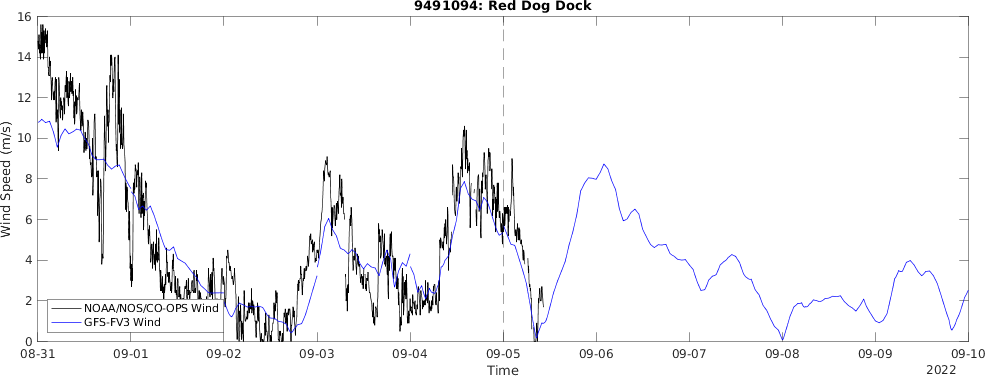 9491094: Red Dog Dock
16
14
12
10
8
6
4
2
0
Wind Speed (m/s)
NOAA/NOS/CO-OPS Wind
GFS-FV3 Wind
08-31 09-01 09-02 09-03 09-04 09-05 09-06 09-07 09-08 09-09 09-10
Time
2022